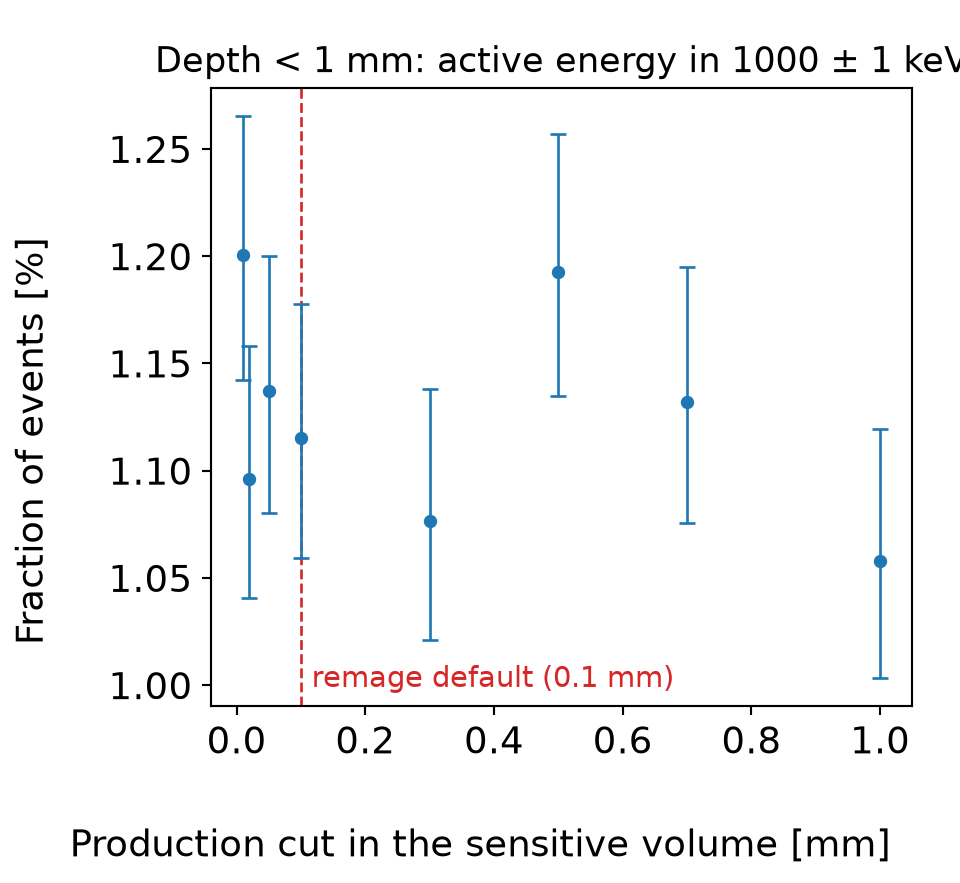 Depth < 1 mm: active energy in 1000 ± 1 keV
Fraction of events [%]
1.25
1.20
1.15
1.10
1.05
1.00
remage default (0.1 mm)
0.0 0.2 0.4 0.6 0.8 1.0
Production cut in the sensitive volume [mm]